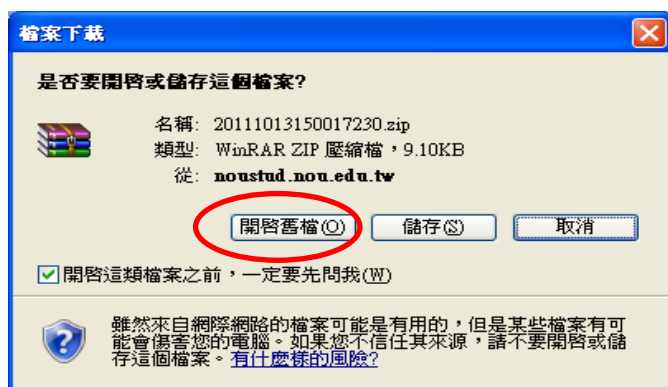 檔案下載
是否要開啓或儲存這個檔案?
名稱: 20111013150017230.zip
類型: WinRAR ZIP 壓縮檔，9.10KB
從: noustud.nou.edu.tw
開啓舊檔(O) 儲存(S) 取消
開啓這類檔案之前，一定要先問我(W)
雖然來自網際網路的檔案可能是有用的，但是某些檔案有可
能會傷害您的電腦。如果您不信任其來源，請不要開啓或儲
存這個檔案。有什麼樣的風險?